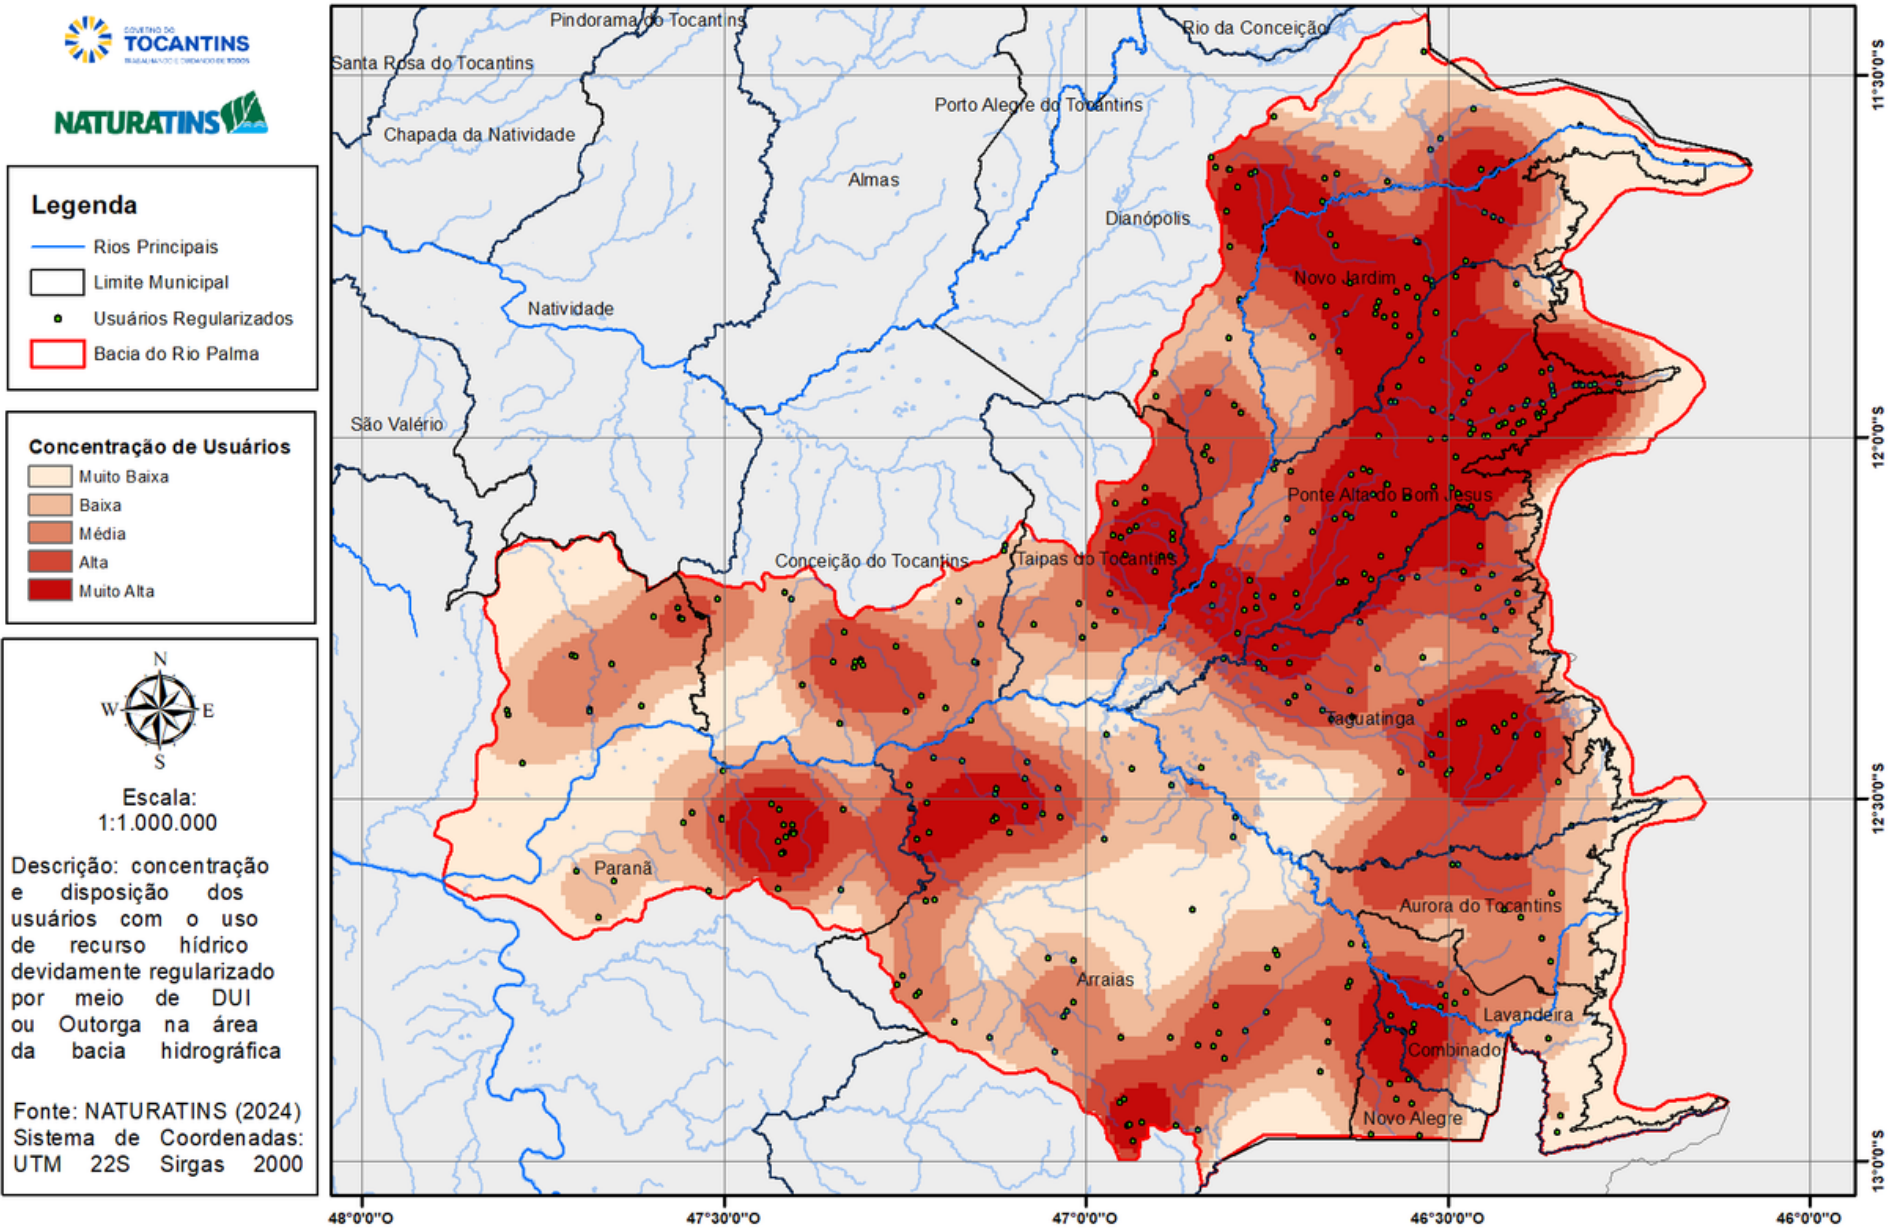 GOVERNO DO
TOCANTINS
TRABALHANDO E CUIDANDO DE TODOS
NATURATINS
Legenda
Rios Principais
Limite Municipal
Usuários Regularizados
Bacia do Rio Palma
Concentração de Usuários
Muito Baixa
Baixa
Média
Alta
Muito Alta
N
W
E
S
Escala:
1:1.000.000
Descrição: concentração
e disposição dos
usuários com o uso
de recurso hídrico
devidamente regularizado
por meio de DUI
ou Outorga na área
da bacia hidrográfica
Fonte: NATURATINS (2024)
Sistema de Coordenadas:
UTM 22S Sirgas 2000
Pindorama do Tocantins
Rio da Conceição
Santa Rosa do Tocantins
Porto Alegre do Tocantins
Chapada da Natividade
Almas
Dianópolis
Novo Jardim
Natividade
São Valério
Ponte Alta do Bom Jesus
Conceição do Tocantins
Taipas do Tocantins
Taguatinga
Paranã
Aurora do Tocantins
Arraias
Lavandeira
Combinado
Novo Alegre
11°30'0"S
12°0'0"S
12°30'0"S
13°0'0"S
48°0'0"O
47°30'0"O
47°0'0"O
46°30'0"O
46°0'0"O